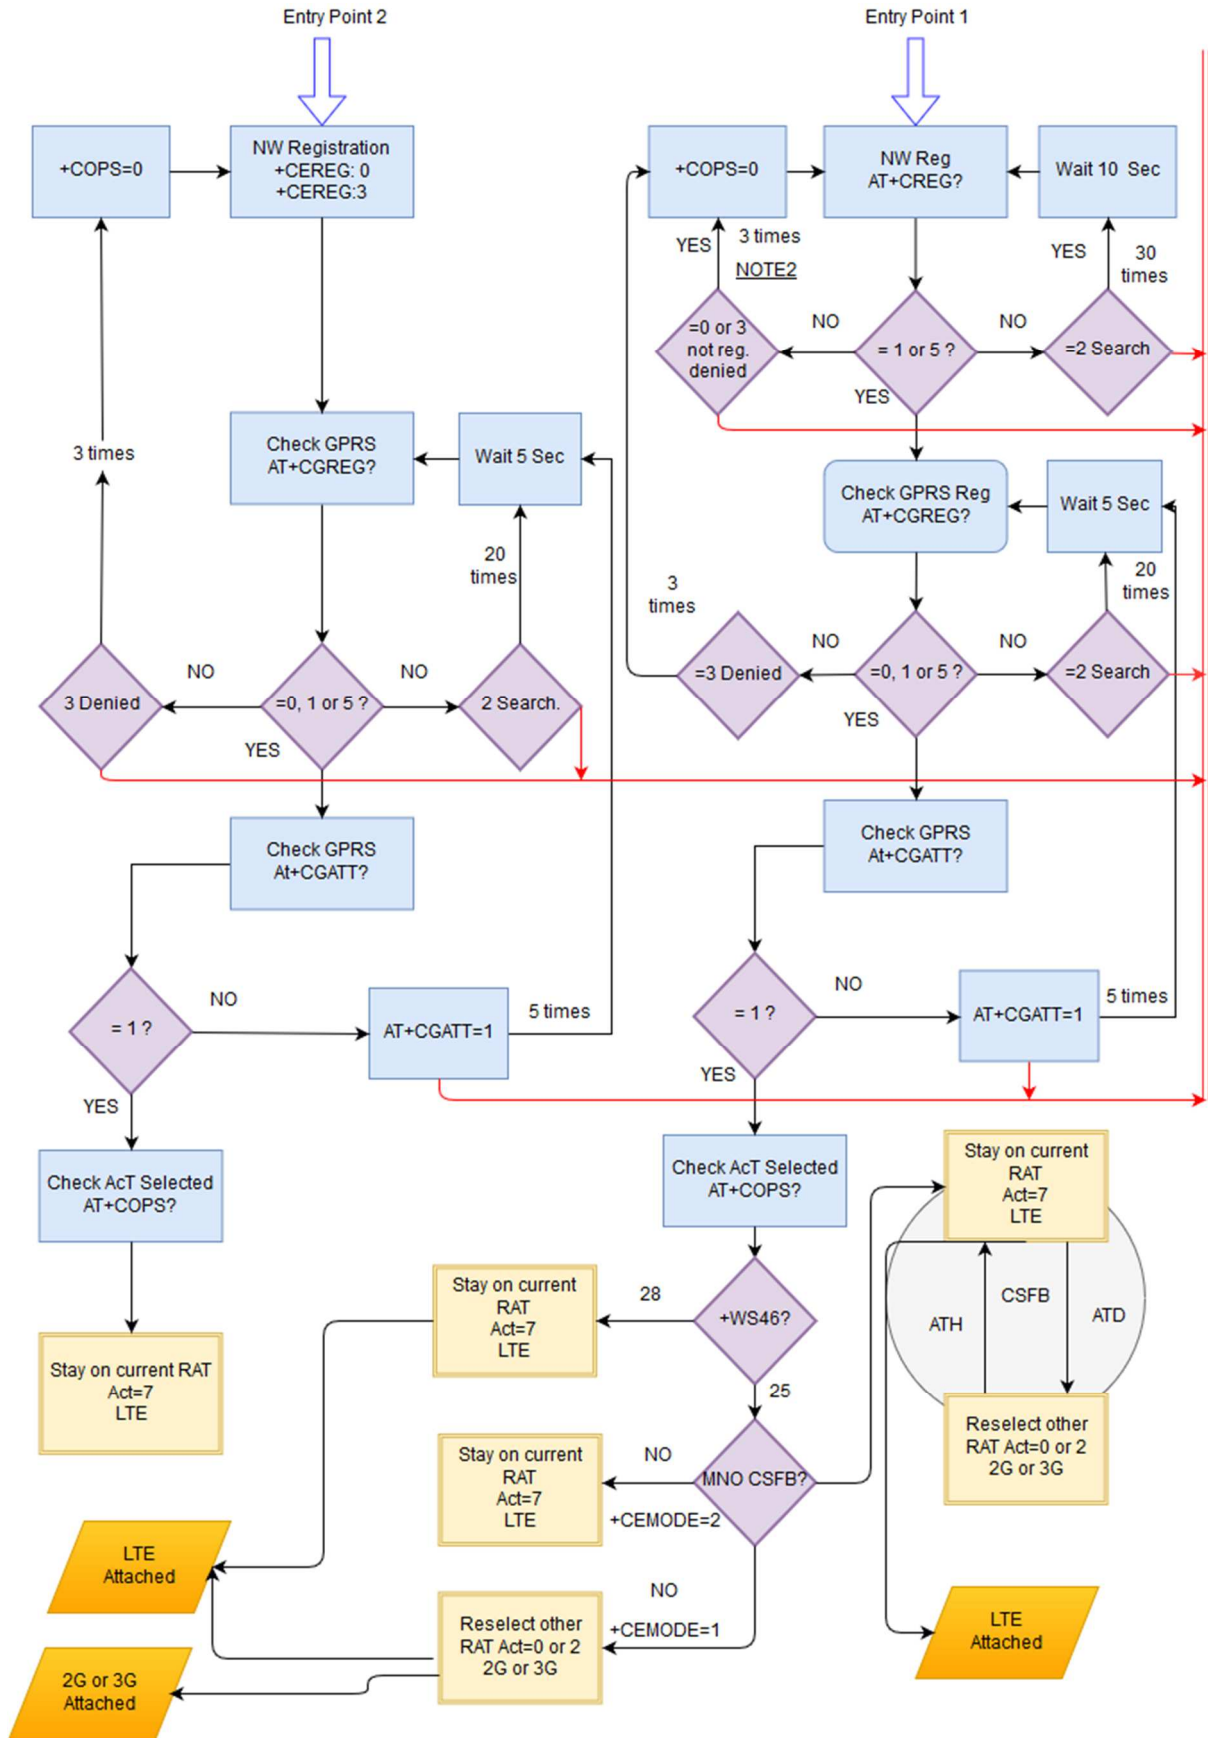 Entry Point 2
Entry Point 1
+COPS=0
NW Registration
+CEREG: 0
+CEREG:3
+COPS=0
NW Reg
AT+CREG?
Wait 10 Sec
YES
3 times
NOTE2
YES
30
times
=0 or 3
not reg.
denied
NO
= 1 or 5 ?
NO
=2 Search
YES
3 times
Check GPRS
AT+CGREG?
Wait 5 Sec
Check GPRS Reg
AT+CGREG?
Wait 5 Sec
20
times
3
times
20
times
3 Denied
NO
=0, 1 or 5 ?
NO
2 Search.
YES
=3 Denied
NO
=0, 1 or 5 ?
NO
=2 Search
YES
Check GPRS
At+CGATT?
Check GPRS
At+CGATT?
= 1 ?
NO
AT+CGATT=1
5 times
YES
= 1 ?
NO
AT+CGATT=1
5 times
YES
Check AcT Selected
AT+COPS?
Check AcT Selected
AT+COPS?
Stay on current
RAT
Act=7
LTE
Stay on current RAT
Act=7
LTE
Stay on current
RAT
Act=7
LTE
28
+WS46?
25
ATH
CSFB
ATD
Stay on current
RAT
Act=7
LTE
NO
+CEMODE=2
MNO CSFB?
Reselect other
RAT Act=0 or 2
2G or 3G
LTE
Attached
NO
+CEMODE=1
Reselect other
RAT Act=0 or 2
2G or 3G
LTE
Attached
2G or 3G
Attached